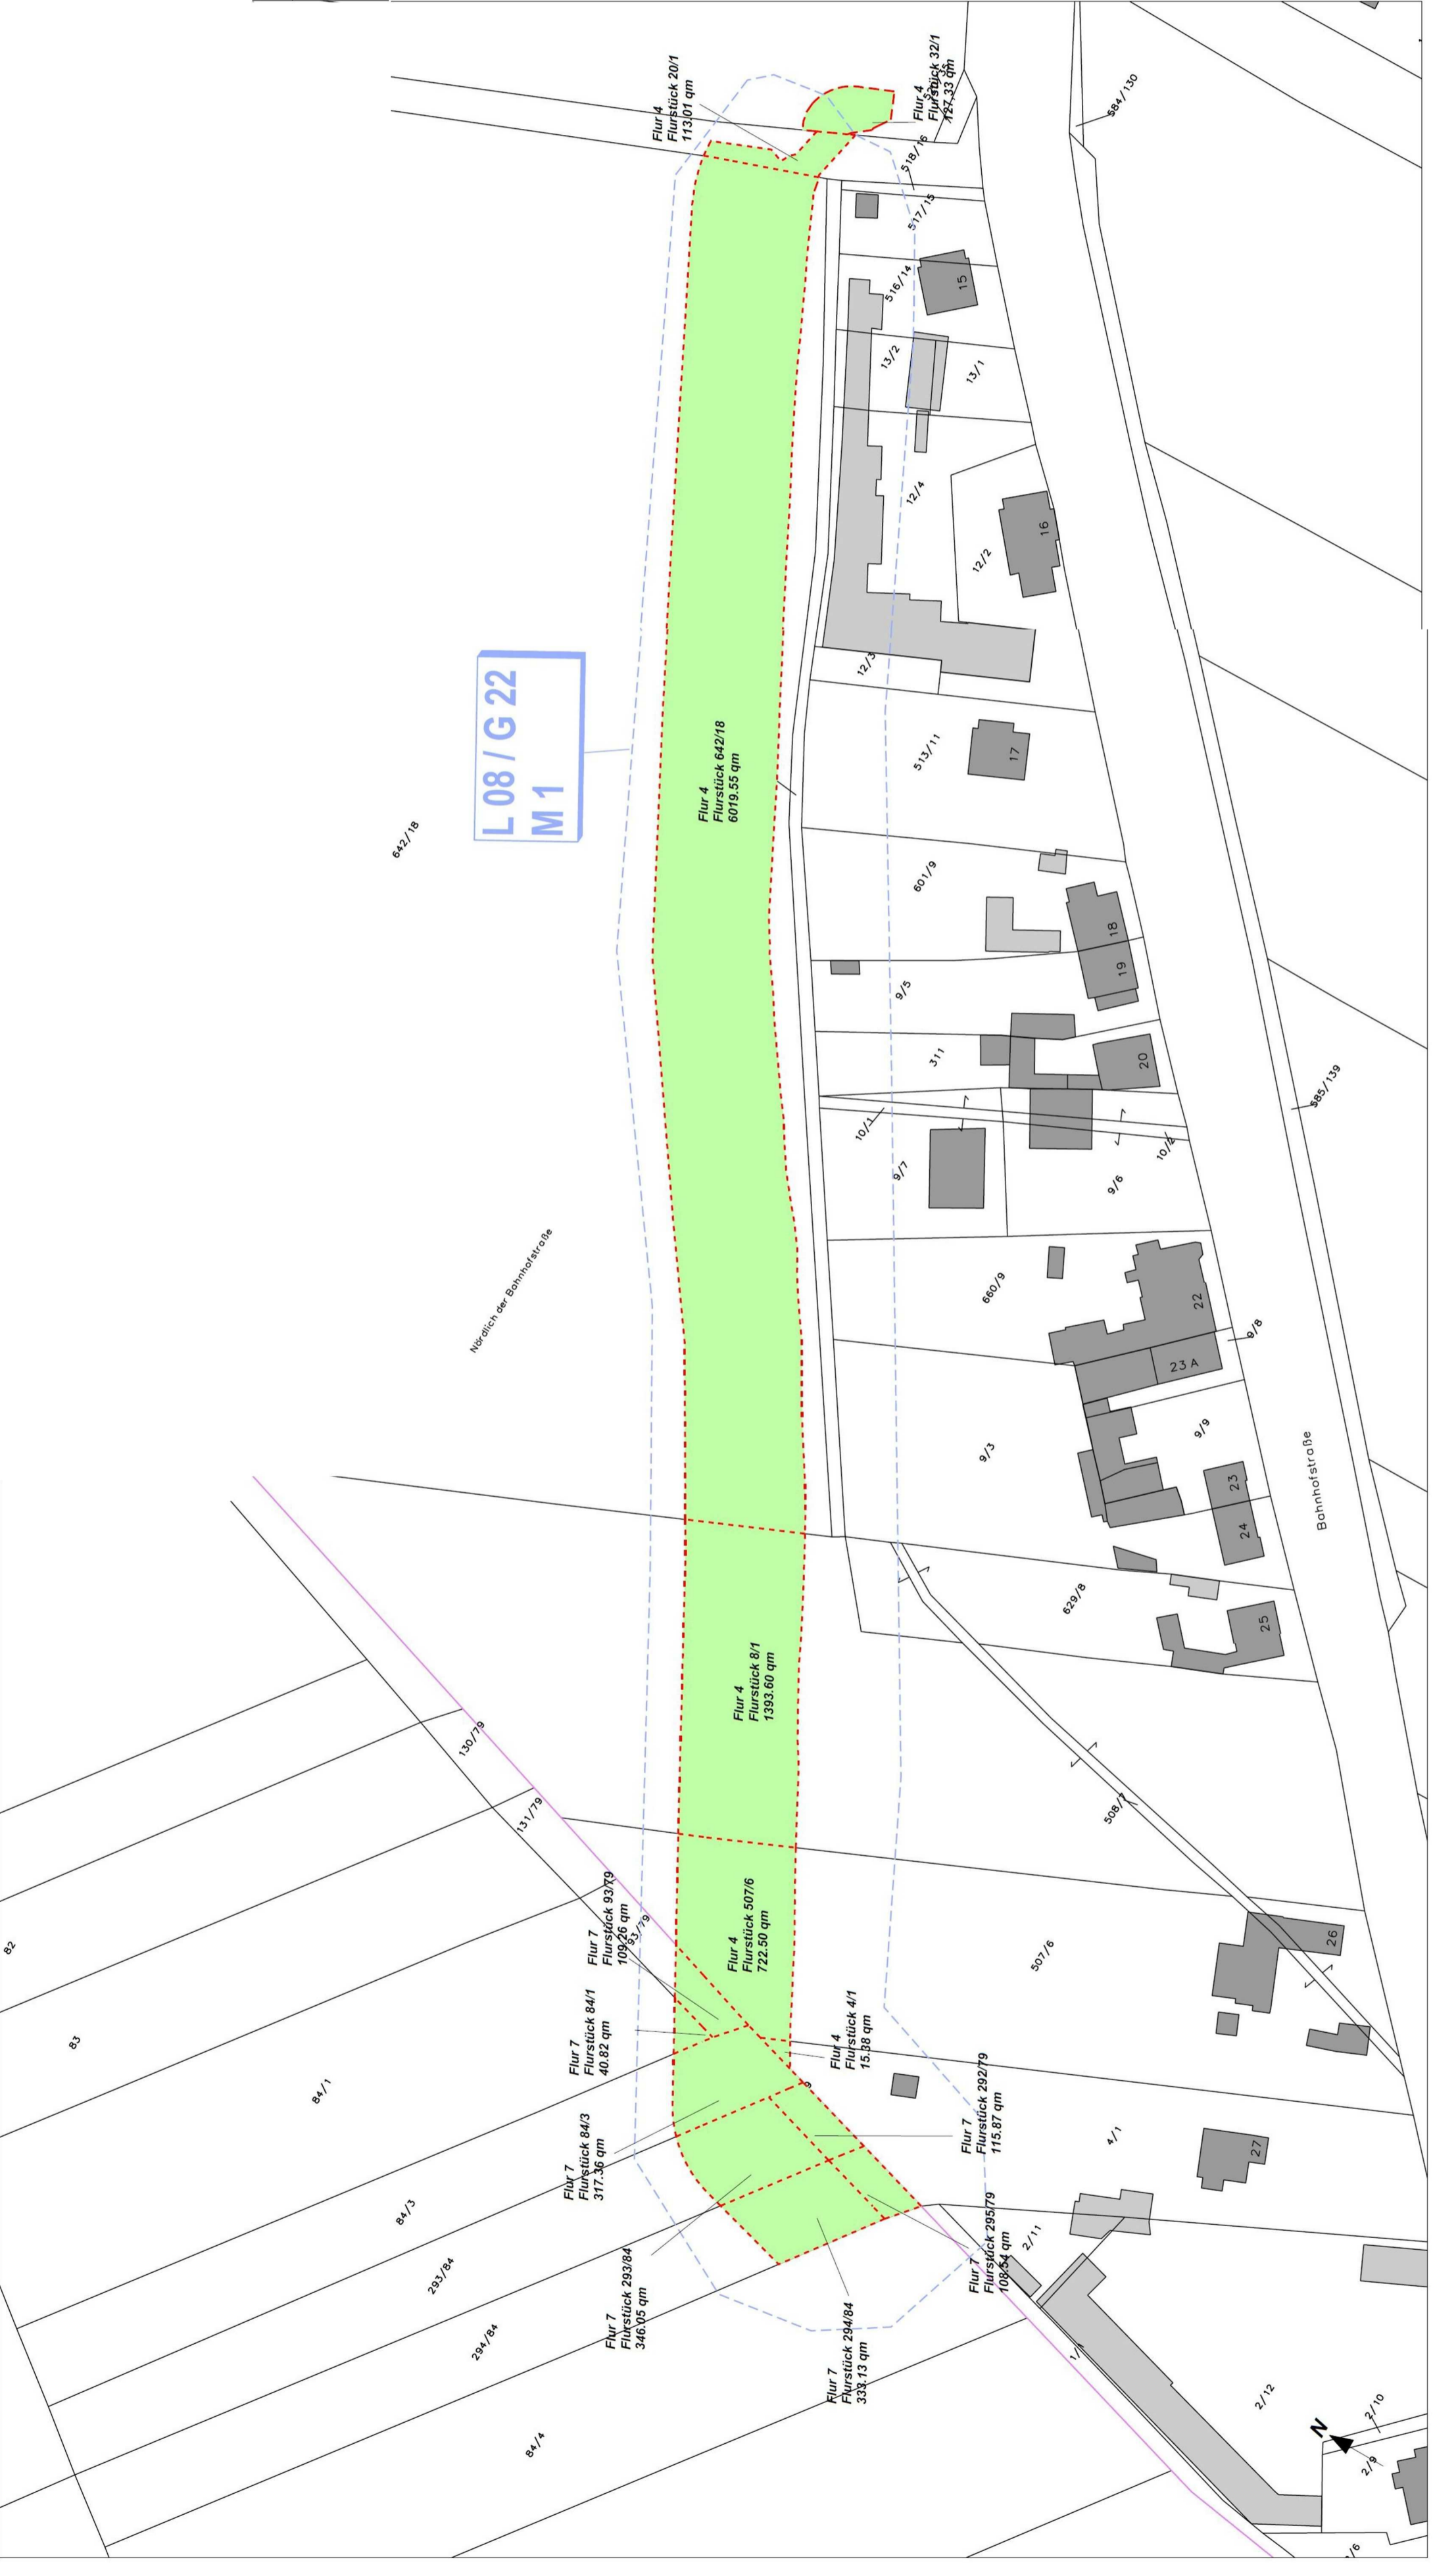 Flur 4
Flurstück 20/1
113.01 qm
Flur 4
Flurstück 32/1
127.33 qm
584/130
518/16
517/15
516/14
15
13/2
13/1
12/4
16
12/2
12/3
L 08 / G 22
M 1
Flur 4
Flurstück 642/18
6019.55 qm
513/11
17
642/18
601/9
18
19
9/5
311
20
585/139
10/1
10/2
9/7
9/6
Nördlich der Bahnhofstraße
660/9
22
9/8
23 A
9/3
9/9
23
24
Bahnhofstraße
629/8
25
Flur 4
Flurstück 8/1
1393.60 qm
130/79
131/79
508/7
Flur 7
Flurstück 93/79
109.26 qm
93/79
Flur 4
Flurstück 507/6
722.50 qm
507/6
26
82
83
84/1
Flur 7
Flurstück 84/1
40.82 qm
Flur 4
Flurstück 4/1
15.38 qm
9
Flur 7
Flurstück 292/79
115.87 qm
4/1
27
Flur 7
Flurstück 84/3
317.36 qm
84/3
Flur 7
Flurstück 295/79
108.54 qm
2/11
293/84
Flur 7
Flurstück 293/84
346.05 qm
294/84
Flur 7
Flurstück 294/84
333.13 qm
1/1
84/4
2/12
2/10
N
2/9